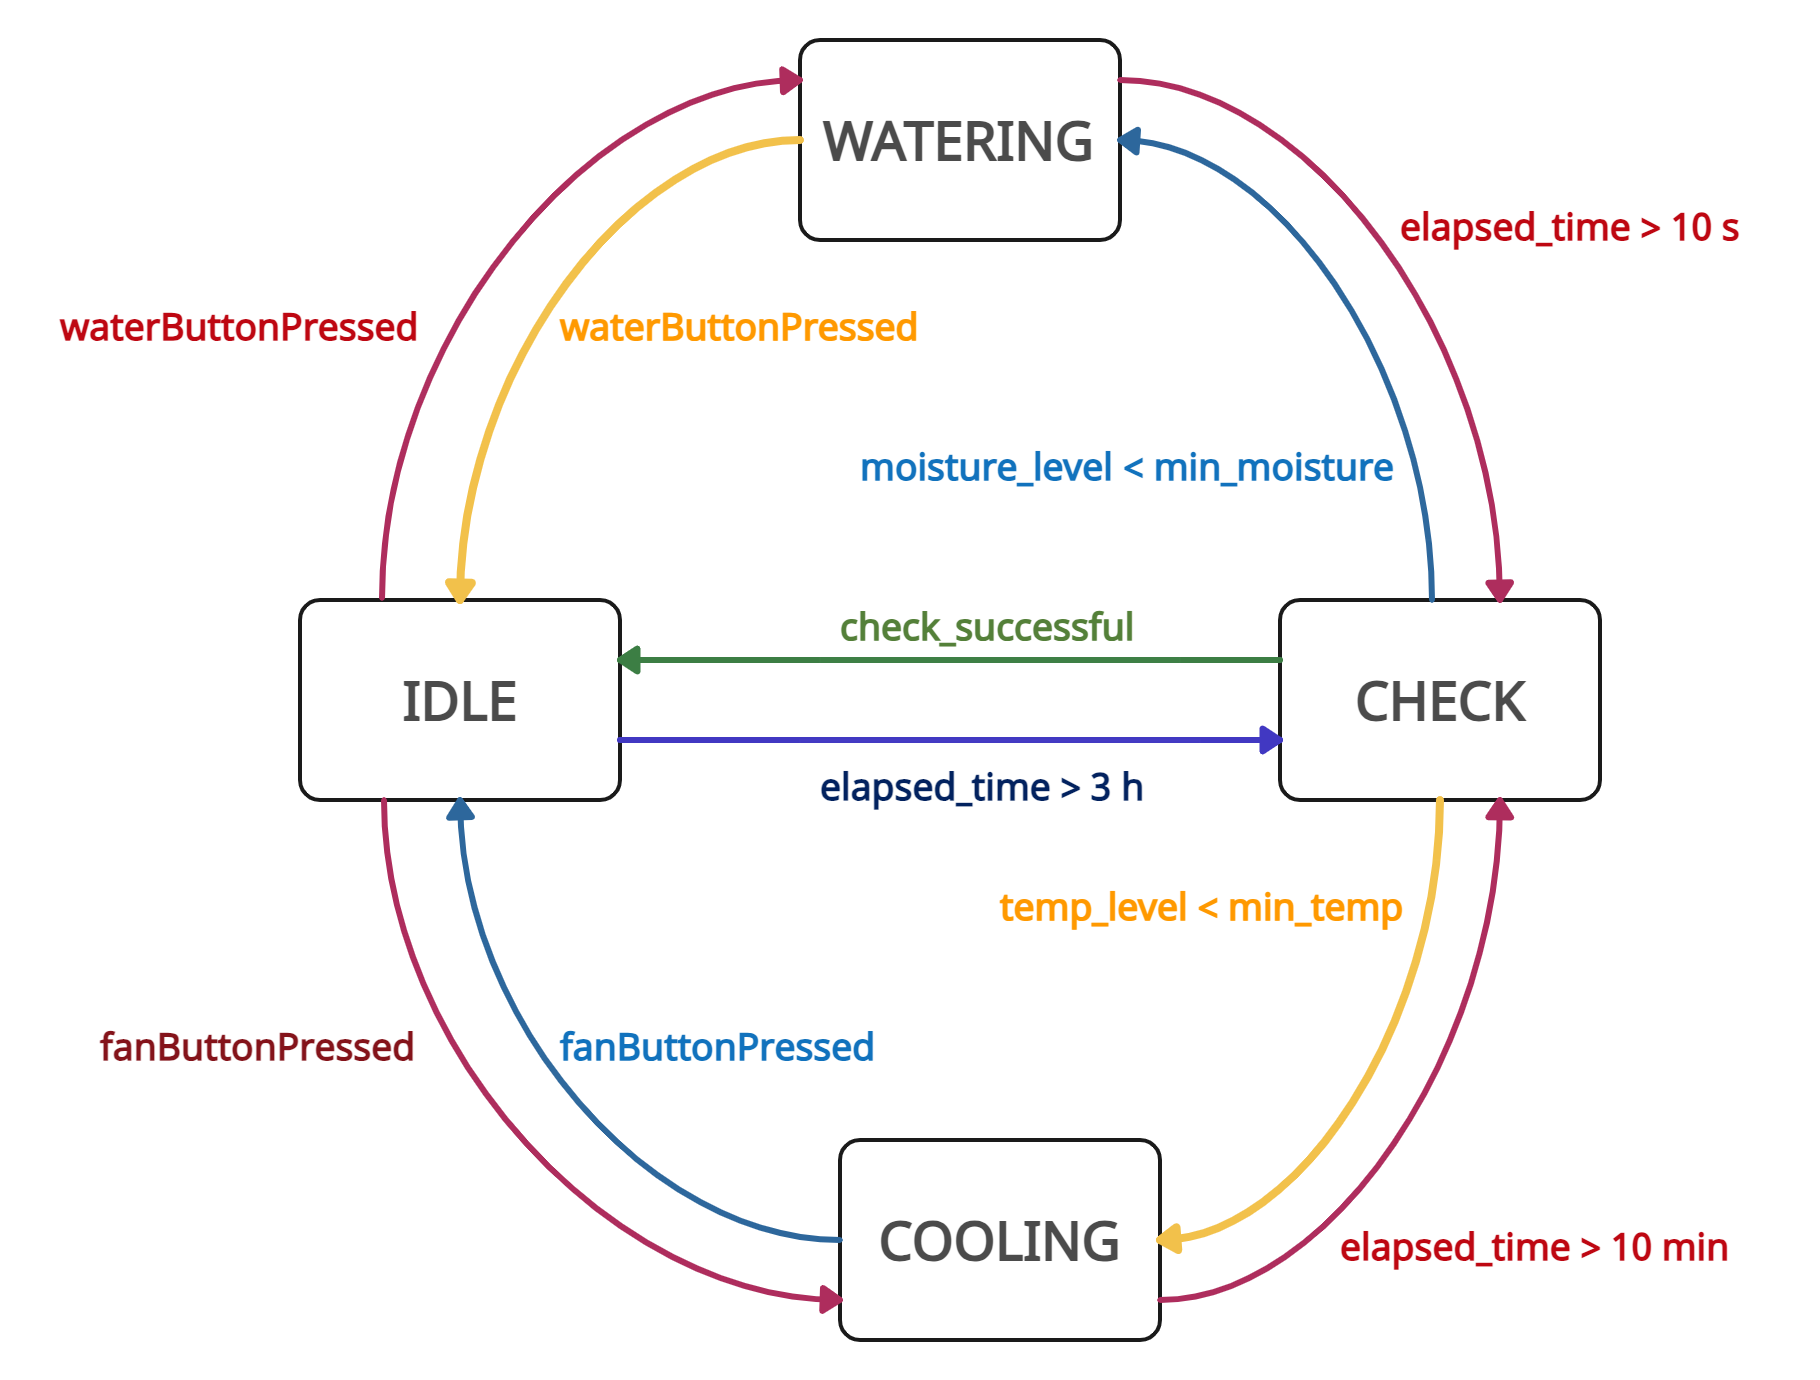 WATERING
elapsed_time > 10 s
waterButtonPressed
waterButtonPressed
moisture_level < min_moisture
check_successful
IDLE
CHECK
elapsed_time > 3 h
temp_level < min_temp
fanButtonPressed
fanButtonPressed
COOLING
elapsed_time > 10 min